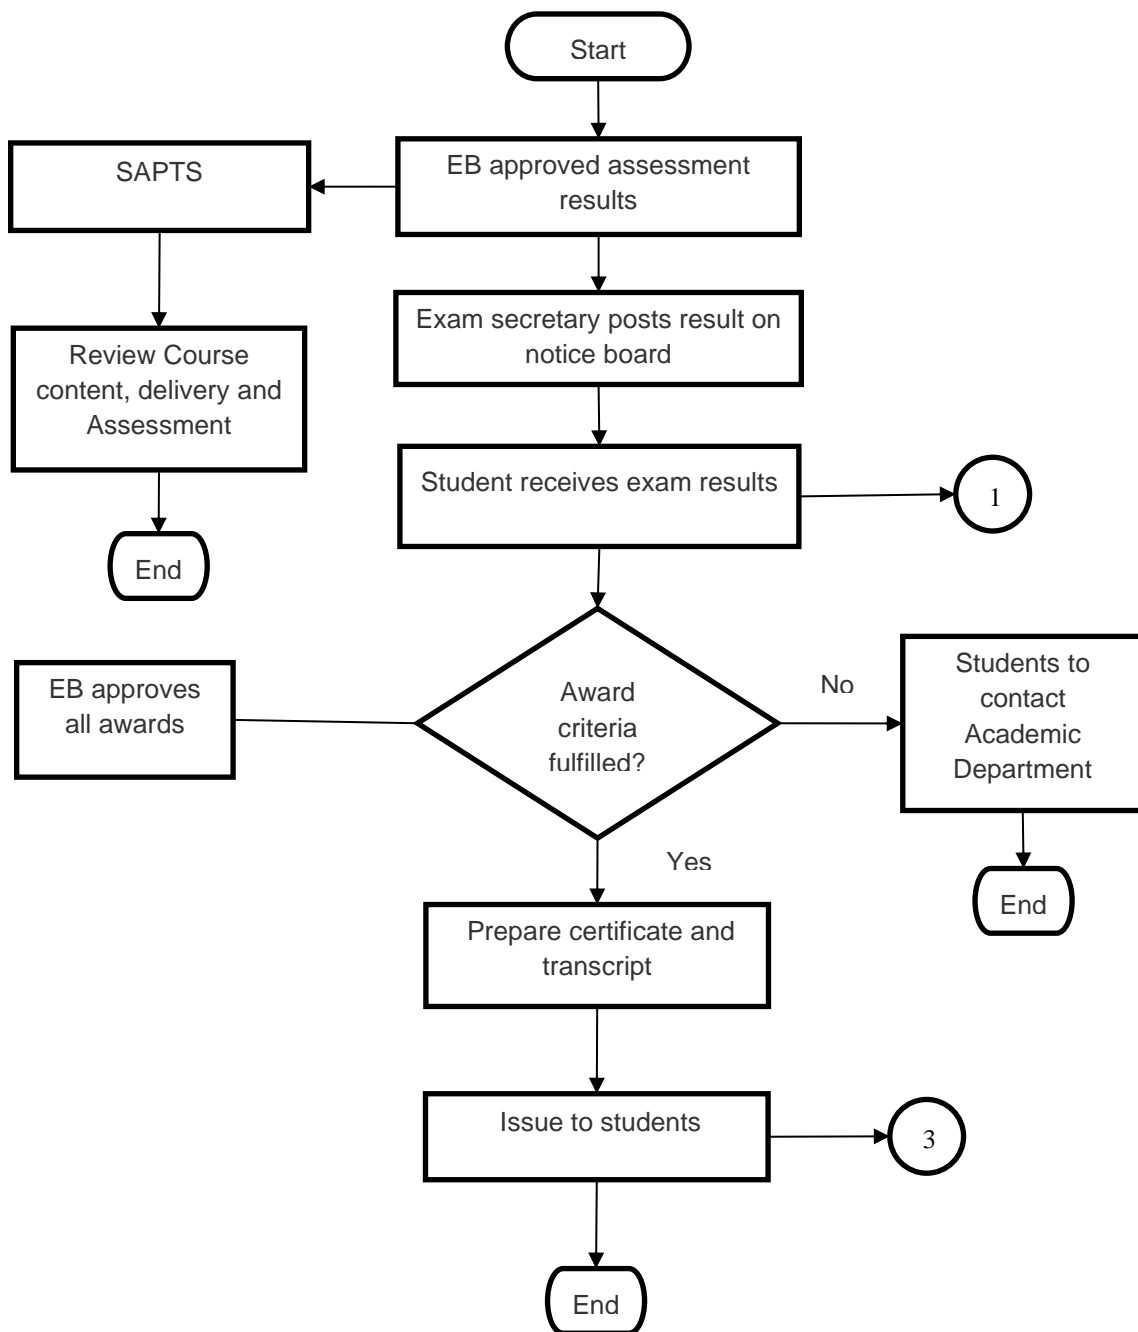 Start
SAPTS
EB approved assessment
results
Exam secretary posts result on
notice board
Review Course
content, delivery and
Assessment
Student receives exam results
1
End
EB approves
all awards
Award
criteria
fulfilled?
No
Students to
contact
Academic
Department
Yes
End
Prepare certificate and
transcript
Issue to students
3
End